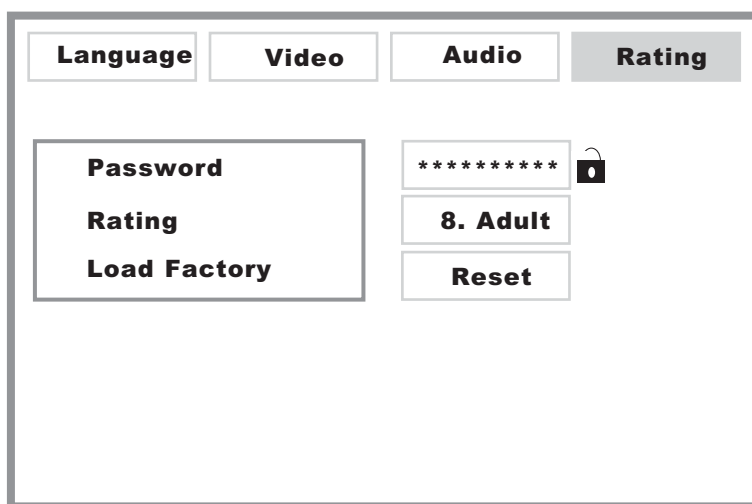 Language Video Audio Rating
Password **********
Rating 8. Adult
Load Factory Reset